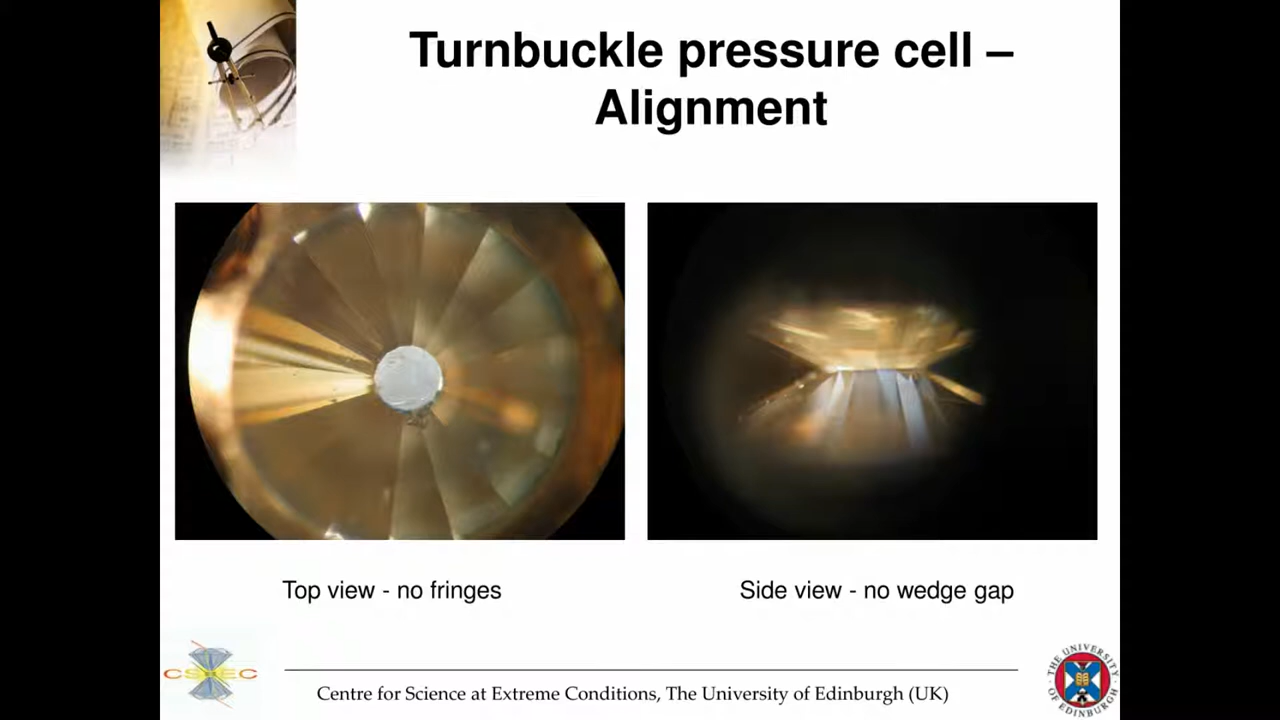 Turnbuckle pressure cell –
Alignment
Top view - no fringes
Side view - no wedge gap
CSEC
Centre for Science at Extreme Conditions, The University of Edinburgh (UK)
THE UNIVERSITY
OF EDINBURGH